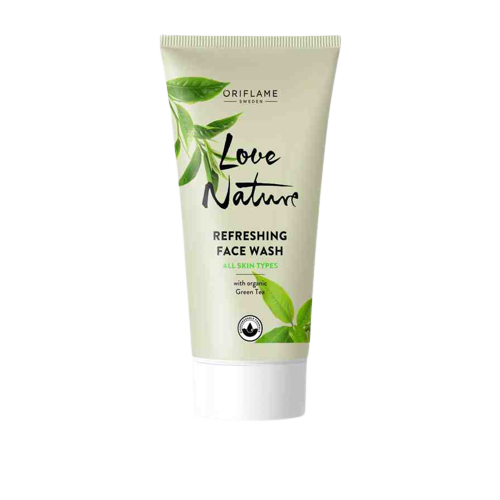 ORIFLAME
SWEDEN
Love
Nature
REFRESHING
FACE WASH
ALL SKIN TYPES
with organic
Green Tea